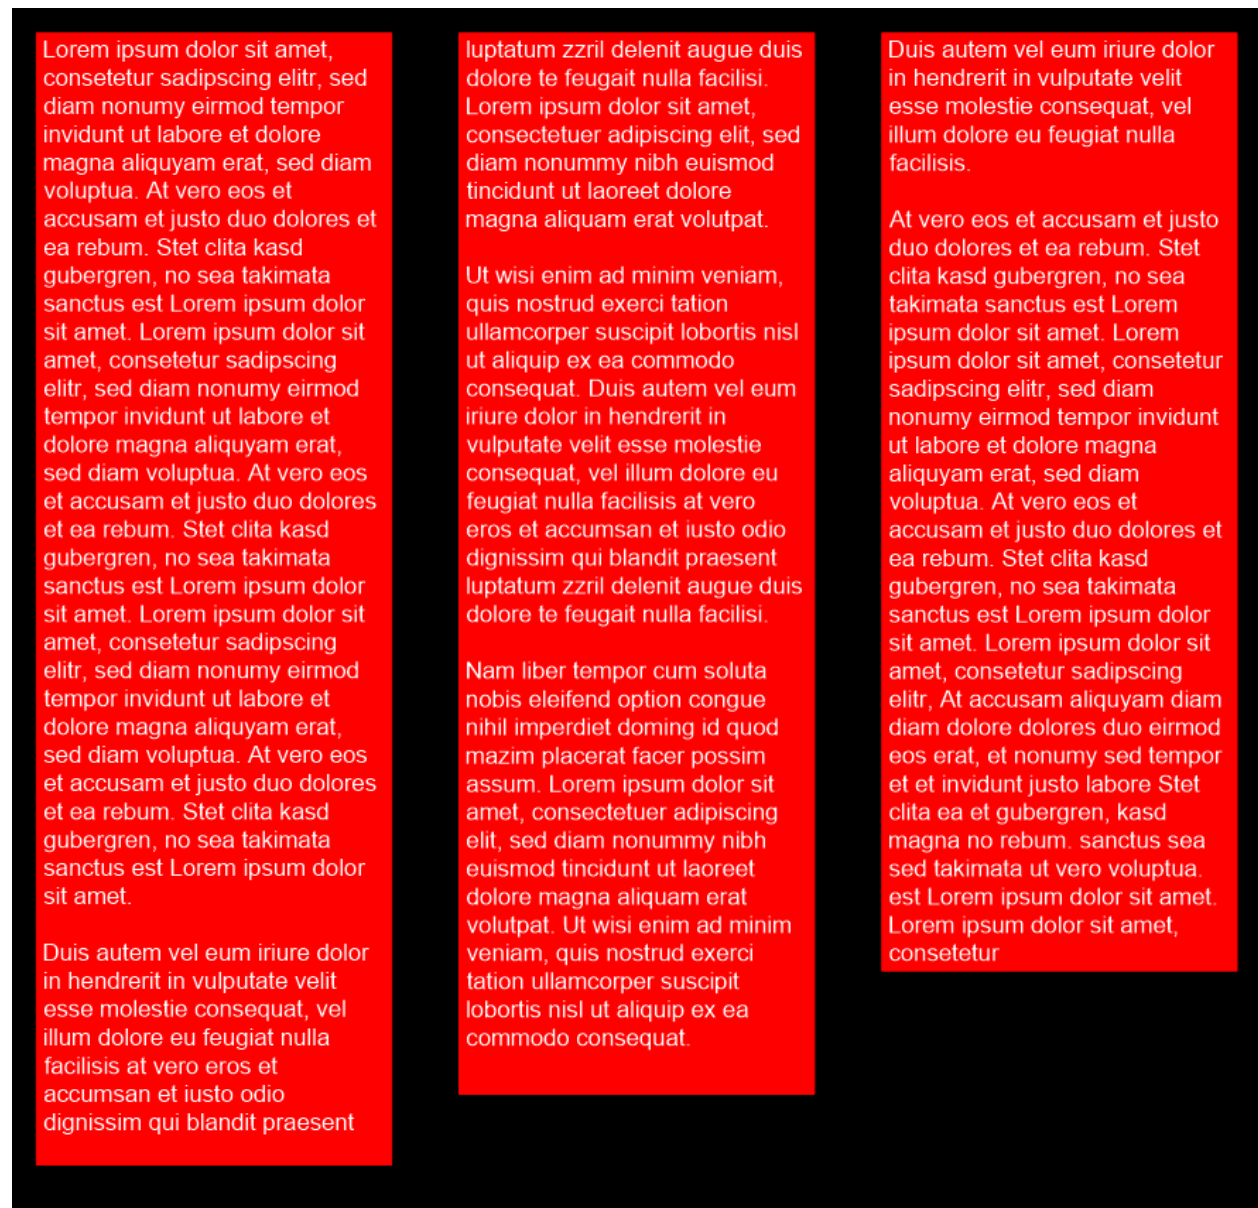 Lorem ipsum dolor sit amet,
consetetur sadipscing elitr, sed
diam nonumy eirmod tempor
invidunt ut labore et dolore
magna aliquyam erat, sed diam
voluptua. At vero eos et
accusam et justo duo dolores et
ea rebum. Stet clita kasd
gubergren, no sea takimata
sanctus est Lorem ipsum dolor
sit amet. Lorem ipsum dolor sit
amet, consetetur sadipscing
elitr, sed diam nonumy eirmod
tempor invidunt ut labore et
dolore magna aliquyam erat,
sed diam voluptua. At vero eos
et accusam et justo duo dolores
et ea rebum. Stet clita kasd
gubergren, no sea takimata
sanctus est Lorem ipsum dolor
sit amet. Lorem ipsum dolor sit
amet, consetetur sadipscing
elitr, sed diam nonumy eirmod
tempor invidunt ut labore et
dolore magna aliquyam erat,
sed diam voluptua. At vero eos
et accusam et justo duo dolores
et ea rebum. Stet clita kasd
gubergren, no sea takimata
sanctus est Lorem ipsum dolor
sit amet.
Duis autem vel eum iriure dolor
in hendrerit in vulputate velit
esse molestie consequat, vel
illum dolore eu feugiat nulla
facilisis at vero eros et
accumsan et iusto odio
dignissim qui blandit praesent
luptatum zzril delenit augue duis
dolore te feugait nulla facilisi.
Lorem ipsum dolor sit amet,
consectetuer adipiscing elit, sed
diam nonummy nibh euismod
tincidunt ut laoreet dolore
magna aliquam erat volutpat.
Ut wisi enim ad minim veniam,
quis nostrud exerci tation
ullamcorper suscipit lobortis nisl
ut aliquip ex ea commodo
consequat. Duis autem vel eum
iriure dolor in hendrerit in
vulputate velit esse molestie
consequat, vel illum dolore eu
feugiat nulla facilisis at vero
eros et accumsan et iusto odio
dignissim qui blandit praesent
luptatum zzril delenit augue duis
dolore te feugait nulla facilisi.
Nam liber tempor cum soluta
nobis eleifend option congue
nihil imperdiet doming id quod
mazim placerat facer possim
assum. Lorem ipsum dolor sit
amet, consectetuer adipiscing
elit, sed diam nonummy nibh
euismod tincidunt ut laoreet
dolore magna aliquam erat
volutpat. Ut wisi enim ad minim
veniam, quis nostrud exerci
tation ullamcorper suscipit
lobortis nisl ut aliquip ex ea
commodo consequat.
Duis autem vel eum iriure dolor
in hendrerit in vulputate velit
esse molestie consequat, vel
illum dolore eu feugiat nulla
facilisis.
At vero eos et accusam et justo
duo dolores et ea rebum. Stet
clita kasd gubergren, no sea
takimata sanctus est Lorem
ipsum dolor sit amet. Lorem
ipsum dolor sit amet, consetetur
sadipscing elitr, sed diam
nonumy eirmod tempor invidunt
ut labore et dolore magna
aliquyam erat, sed diam
voluptua. At vero eos et
accusam et justo duo dolores et
ea rebum. Stet clita kasd
gubergren, no sea takimata
sanctus est Lorem ipsum dolor
sit amet. Lorem ipsum dolor sit
amet, consetetur sadipscing
elitr, At accusam aliquyam diam
diam dolore dolores duo eirmod
eos erat, et nonumy sed tempor
et et invidunt justo labore Stet
clita ea et gubergren, kasd
magna no rebum. sanctus sea
sed takimata ut vero voluptua.
est Lorem ipsum dolor sit amet.
Lorem ipsum dolor sit amet,
consetetur